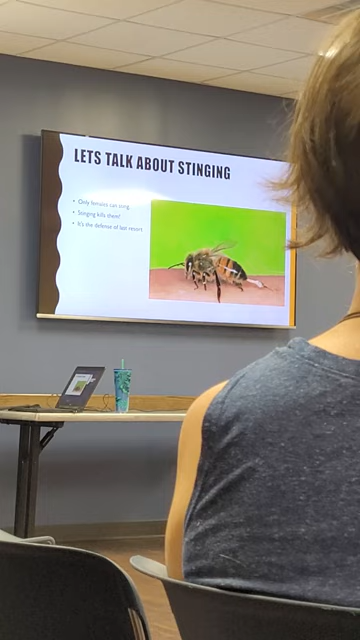 LETS TALK ABOUT STINGING
• Only females can sting
• Stinging kills them!
• It's the defense of last resort